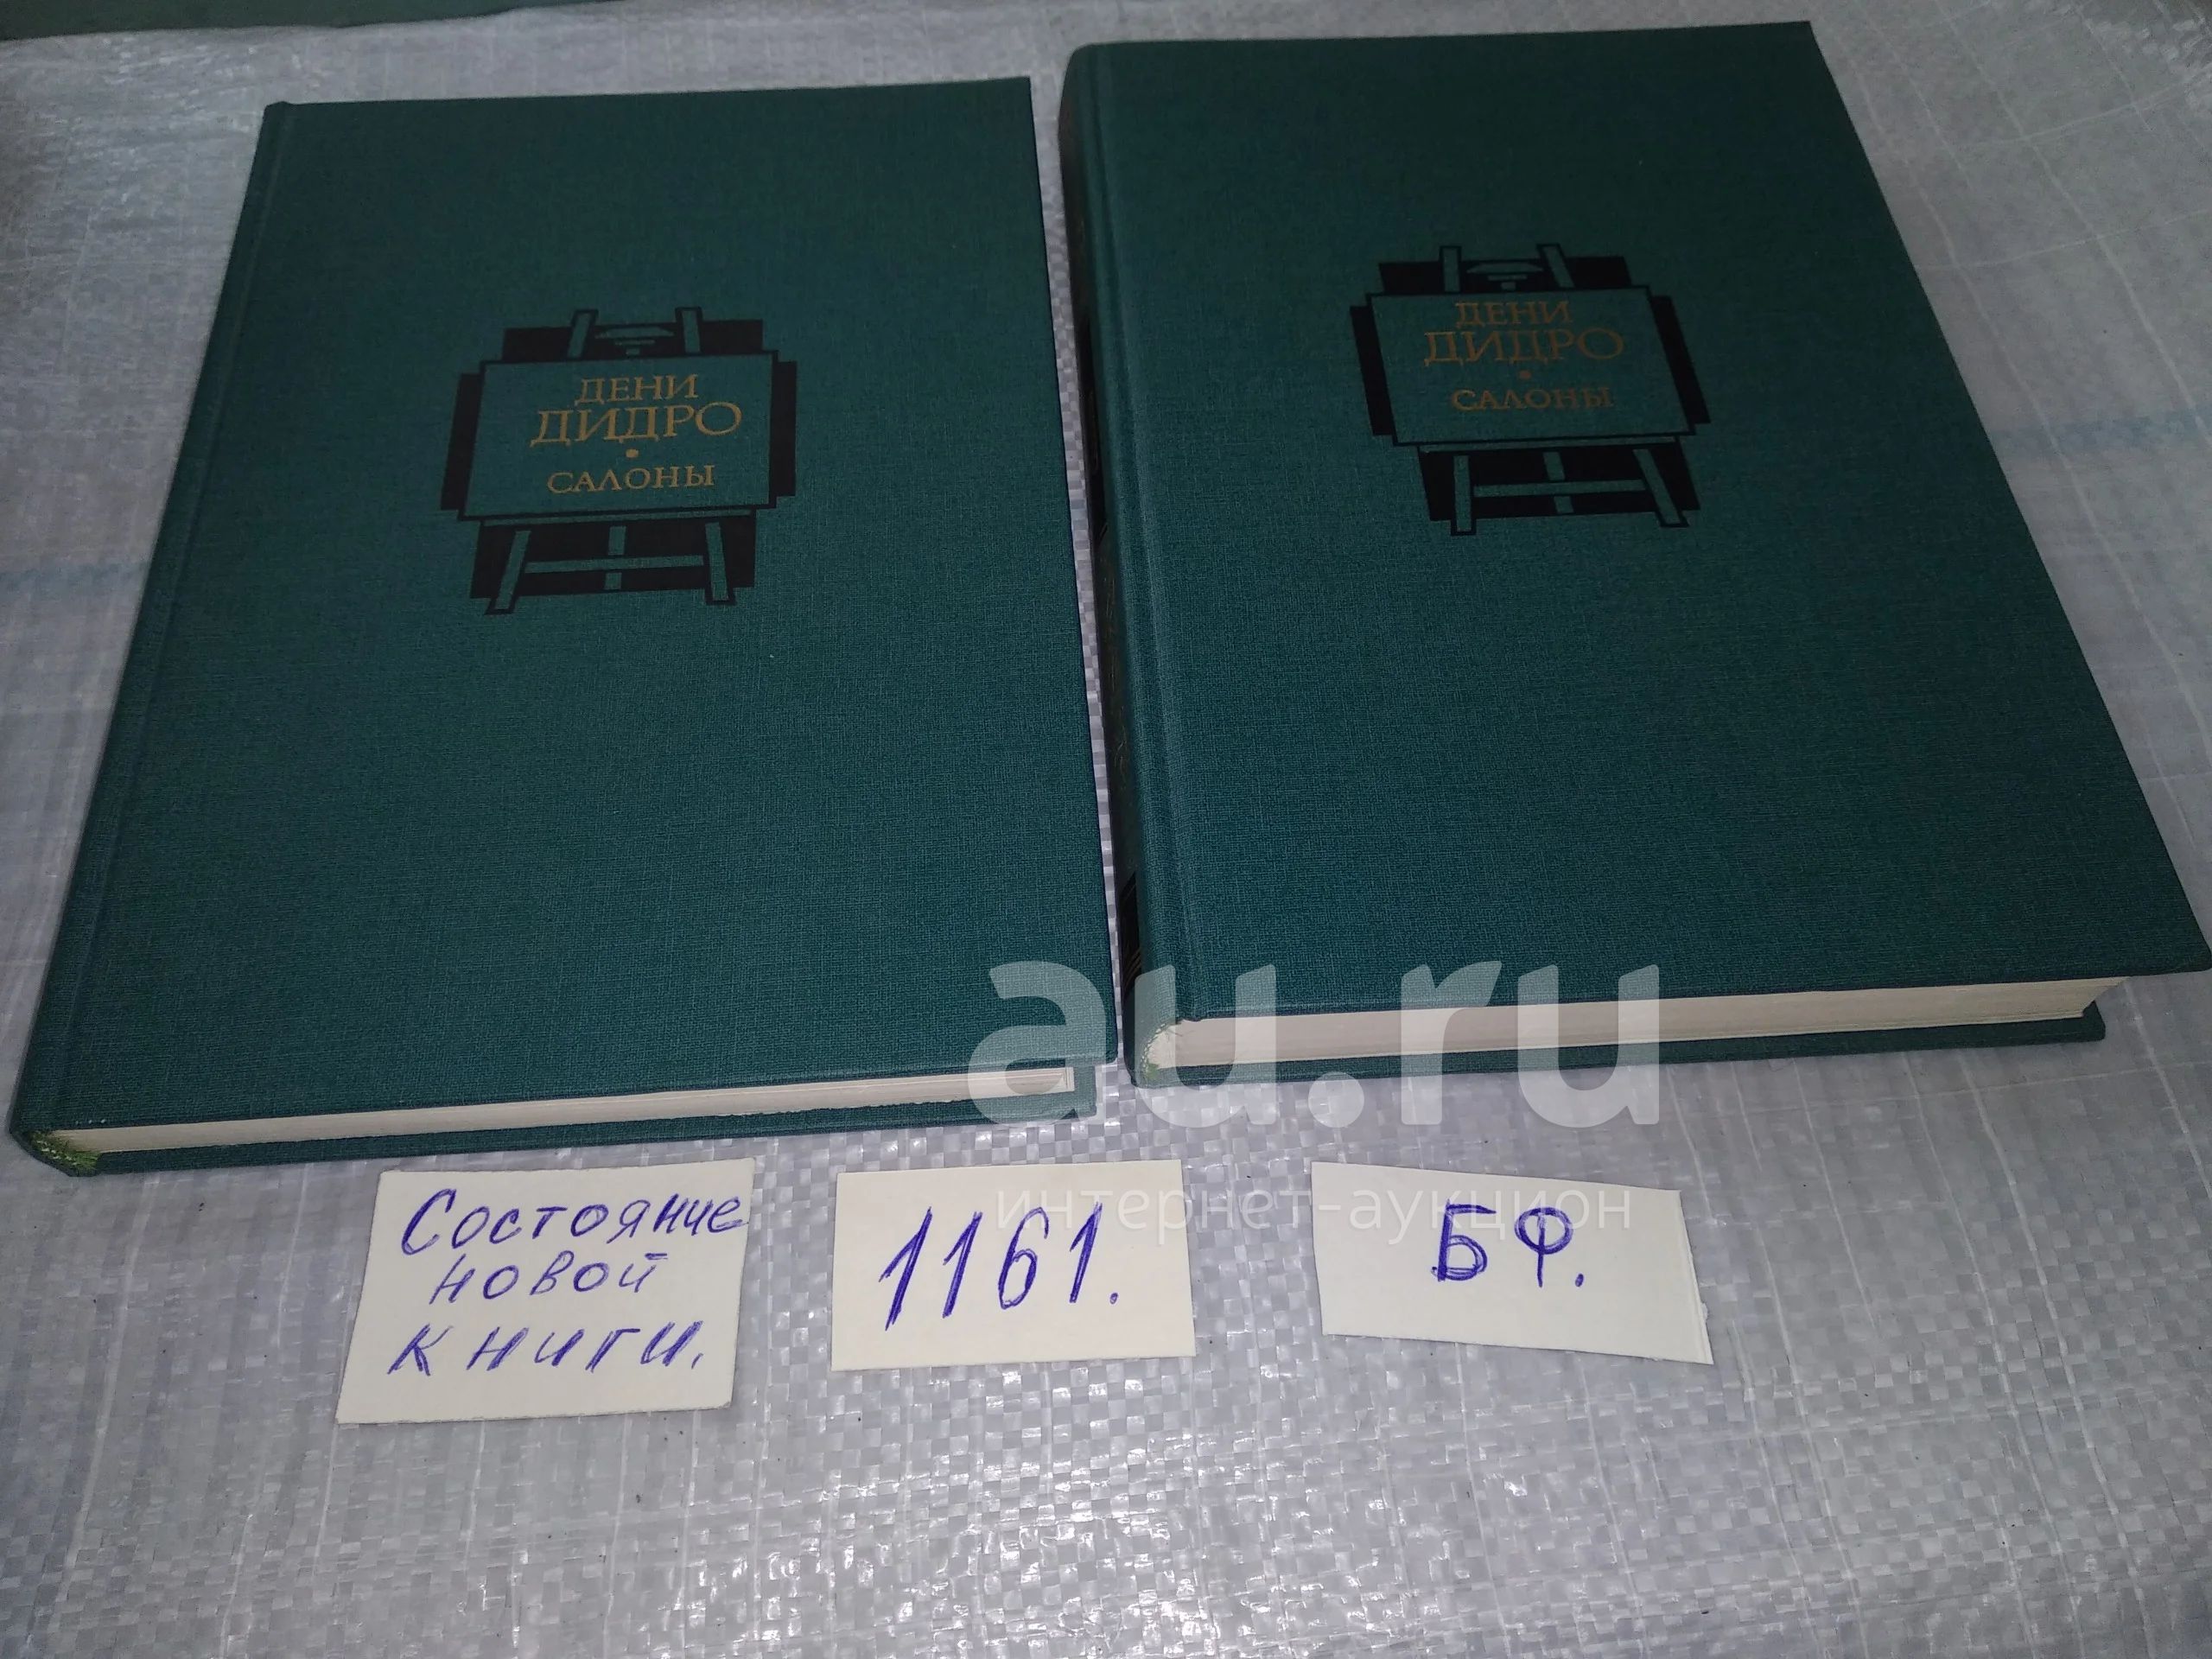 ДЕНИ
ДИДРО
САЛОНЫ
ДЕНИ
ДИДРО
САЛОНЫ
au.ru
интернет-аукцион
Состояние
новой
книги.
1161.
БФ.